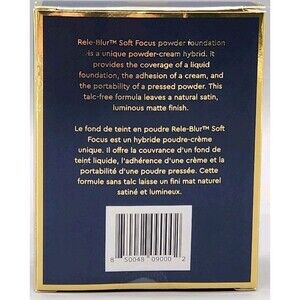 Rele-Blur™ Soft Focus powder foundation
is a unique powder-cream hybrid. It
provides the coverage of a liquid
foundation, the adhesion of a cream, and
the portability of a pressed powder. This
talc-free formula leaves a natural satin,
luminous matte finish.
Le fond de teint en poudre Rele-Blur™ Soft
Focus est un hybride poudre-crème
unique. Il offre la couvrance d'un fond de
teint liquide, l'adhérence d'une crème et la
portabilité d'une poudre pressée. Cette
formule sans talc laisse un fini mat naturel
satiné et lumineux.
8 50048 09000 2